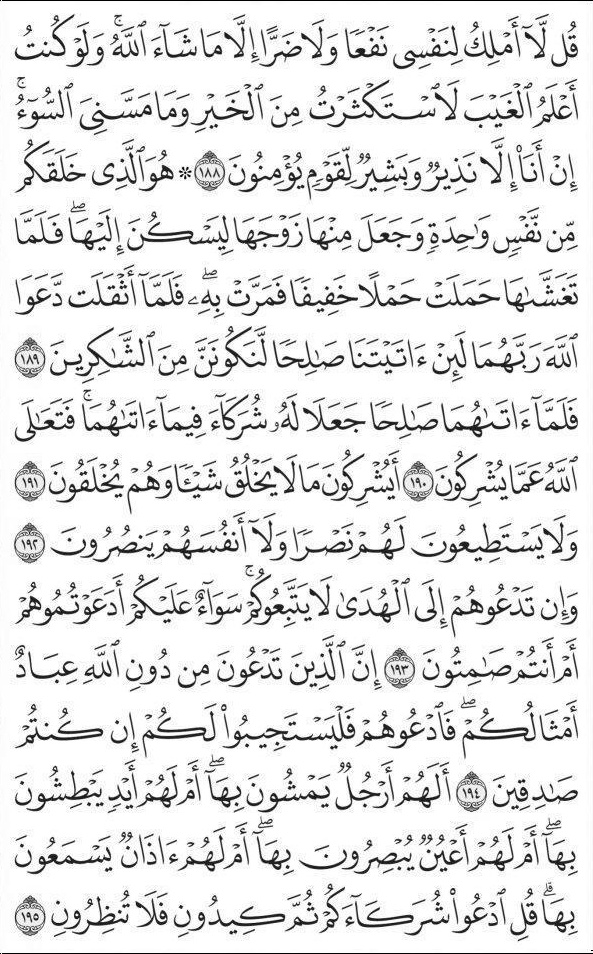 قُل لَّآ أَمْلِكُ لِنَفْسِى نَفْعًا وَلَا ضَرًّا إِلَّا مَا شَآءَ ٱللَّهُ ۚ وَلَوْ كُنتُ
أَعْلَمُ ٱلْغَيْبَ لَٱسْتَكْثَرْتُ مِنَ ٱلْخَيْرِ وَمَا مَسَّنِىَ ٱلسُّوٓءُ ۚ
إِنْ أَنَا۠ إِلَّا نَذِيرٌ وَبَشِيرٌ لِّقَوْمٍ يُؤْمِنُونَ ١٨٨ * هُوَ ٱلَّذِى خَلَقَكُم
مِّن نَّفْسٍ وَٰحِدَةٍ وَجَعَلَ مِنْهَا زَوْجَهَا لِيَسْكُنَ إِلَيْهَا ۖ فَلَمَّا
تَغَشَّىٰهَا حَمَلَتْ حَمْلًا خَفِيفًا فَمَرَّتْ بِهِۦ ۖ فَلَمَّآ أَثْقَلَت دَّعَوَا
ٱللَّهَ رَبَّهُمَا لَئِنْ ءَاتَيْتَنَا صَٰلِحًا لَّنَكُونَنَّ مِنَ ٱلشَّٰكِرِينَ ١٨٩
فَلَمَّآ ءَاتَىٰهُمَا صَٰلِحًا جَعَلَا لَهُۥ شُرَكَآءَ فِيمَآ ءَاتَىٰهُمَا ۚ فَتَعَٰلَى
ٱللَّهُ عَمَّا يُشْرِكُونَ ١٩٠ أَيُشْرِكُونَ مَا لَا يَخْلُقُ شَيْـًٔا وَهُمْ يُخْلَقُونَ ١٩١
وَلَا يَسْتَطِيعُونَ لَهُمْ نَصْرًا وَلَآ أَنفُسَهُمْ يَنصُرُونَ ١٩٢
وَإِن تَدْعُوهُمْ إِلَى ٱلْهُدَىٰ لَا يَتَّبِعُوكُمْ ۚ سَوَآءٌ عَلَيْكُمْ أَدَعَوْتُمُوهُمْ
أَمْ أَنتُمْ صَٰمِتُونَ ١٩٣ إِنَّ ٱلَّذِينَ تَدْعُونَ مِن دُونِ ٱللَّهِ عِبَادٌ
أَمْثَالُكُمْ ۖ فَٱدْعُوهُمْ فَلْيَسْتَجِيبُوا۟ لَكُمْ إِن كُنتُمْ
صَٰدِقِينَ ١٩٤ أَلَهُمْ أَرْجُلٌ يَمْشُونَ بِهَآ ۖ أَمْ لَهُمْ أَيْدٍ يَبْطِشُونَ
بِهَآ ۖ أَمْ لَهُمْ أَعْيُنٌ يُبْصِرُونَ بِهَآ ۖ أَمْ لَهُمْ ءَاذَانٌ يَسْمَعُونَ
بِهَا ۗ قُلِ ٱدْعُوا۟ شُرَكَآءَكُمْ ثُمَّ كِيدُونِ فَلَا تُنظِرُونِ ١٩٥